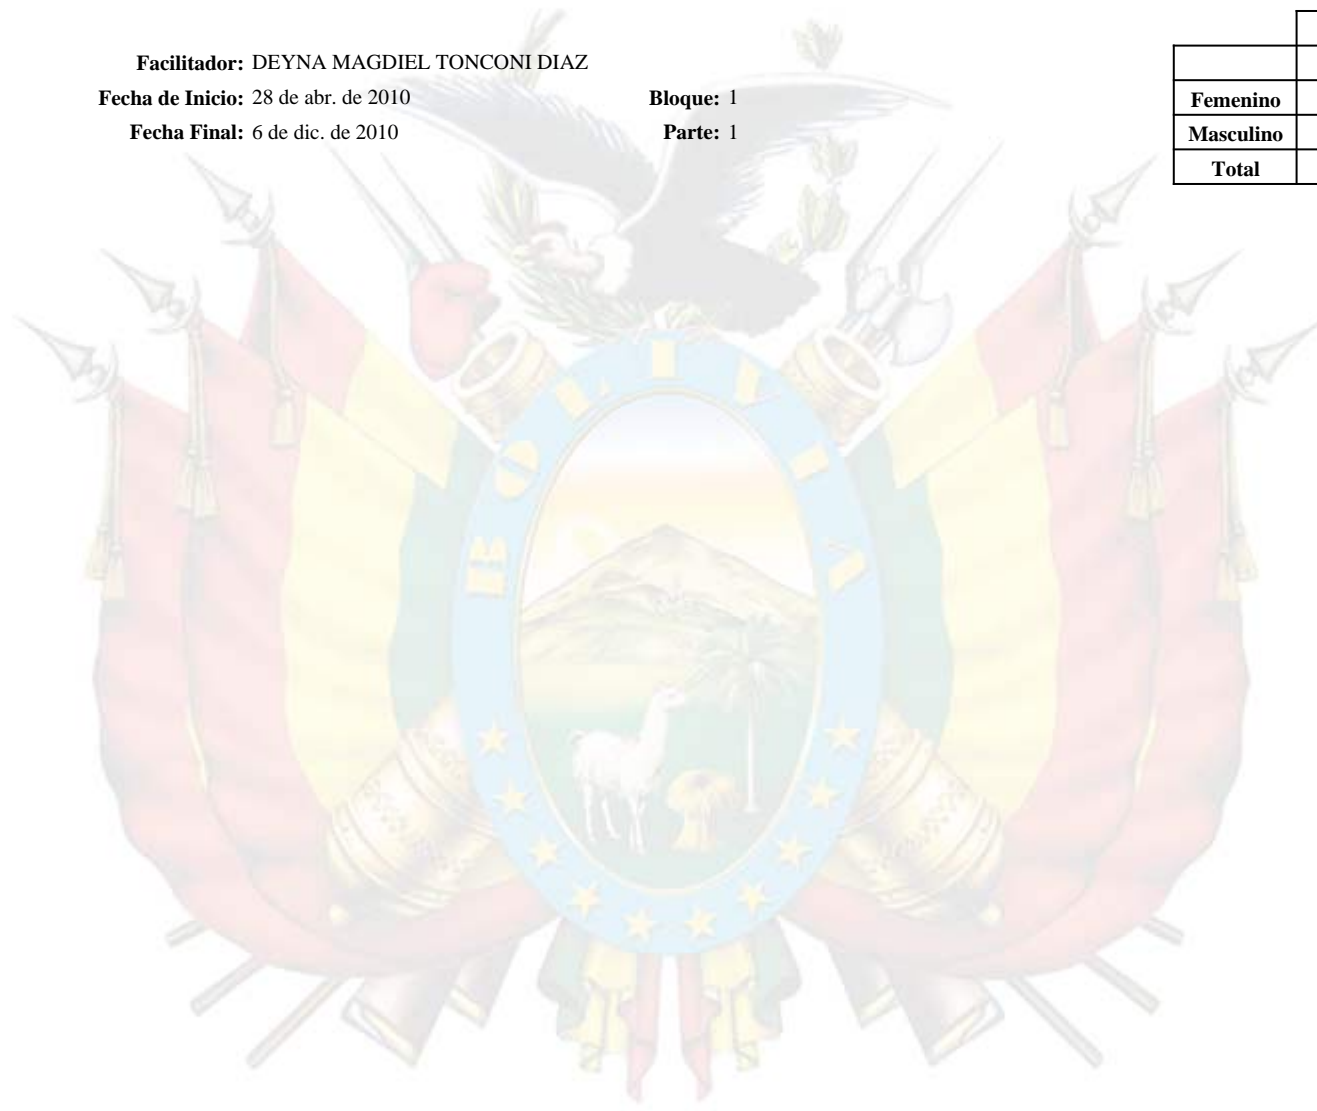 Facilitador: DEYNA MAGDIEL TONCONI DIAZ
Fecha de Inicio: 28 de abr. de 2010 Bloque: 1
Fecha Final: 6 de dic. de 2010 Parte: 1
Femenino
Masculino
Total
BOLIVIA